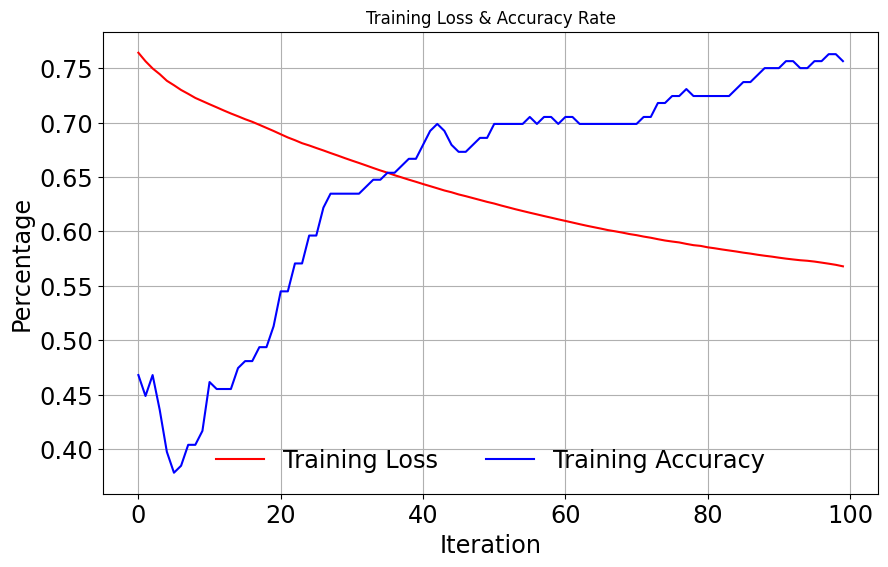 Training Loss & Accuracy Rate
Percentage
0.75
0.70
0.65
0.60
0.55
0.50
0.45
0.40
Training Loss
Training Accuracy
0 20 40 60 80 100
Iteration